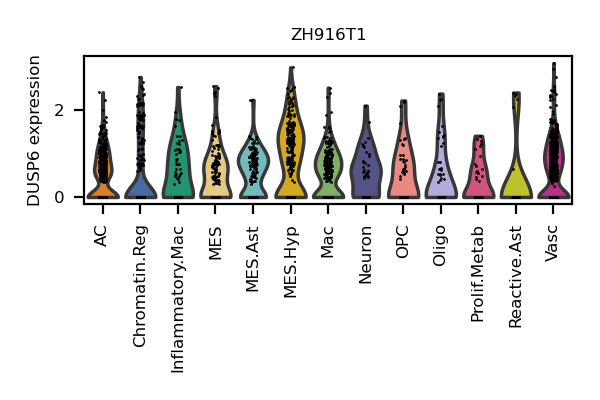 ZH916T1
DUSP6 expression
2
0
AC
Chromatin.Reg
Inflammatory.Mac
MES
MES.Ast
MES.Hyp
Mac
Neuron
OPC
Oligo
Prolif.Metab
Reactive.Ast
Vasc